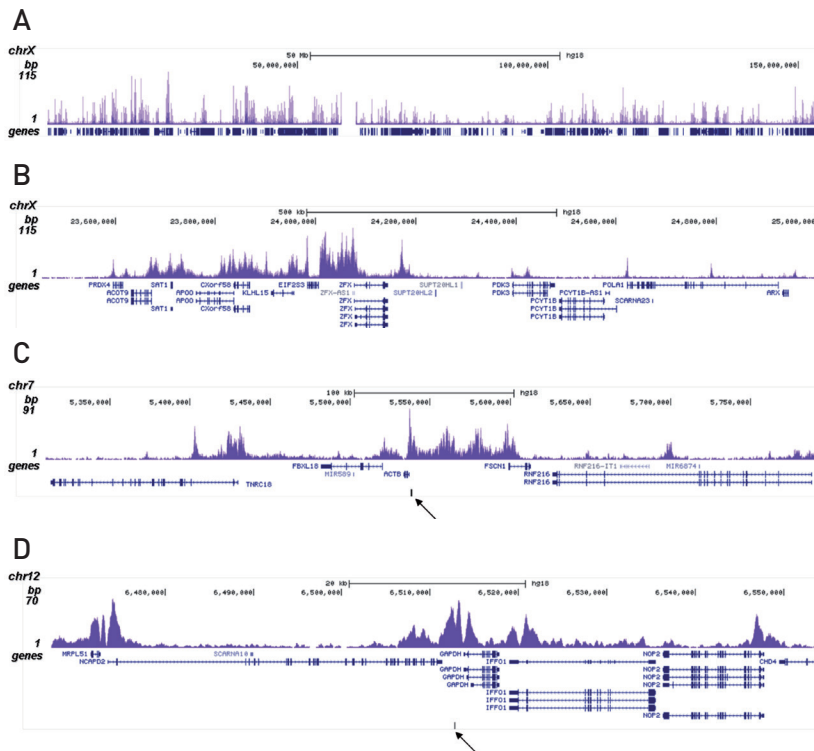 A
chrX
50 Mb hg18
bp 50,000,000 100,000,000 150,000,000
115
1
genes
B
chrX
500 kb hg18
bp 23,600,000 23,800,000 24,000,000 24,200,000 24,400,000 24,600,000 24,800,000 25,000,000
115
1
genes
PRDX4 SAT1 CXorf58 EIF2S3 ZFX SUPT20HL1 PDK3 POLA1
ACOT9 APOO KLHL15 ZFX-AS1 SUPT20HL2 PDK3 PCYT1B-AS1 ARX
ACOT9 APOO ZFX PCYT1B SCARNA23
SAT1 CXorf58 ZFX PCYT1B
ZFX
C
chr7
100 kb hg18
bp 5,350,000 5,400,000 5,450,000 5,500,000 5,550,000 5,600,000 5,650,000 5,700,000 5,750,000
91
1
genes
FBXL18 FSCN1 RNF216-IT1 MIR6874
MIR589 ACTB RNF216
TNRC18 RNF216
D
chr12
20 kb hg18
bp 6,480,000 6,490,000 6,500,000 6,510,000 6,520,000 6,530,000 6,540,000 6,550,000
70
1
genes
MRPL51 SCARNA10 GAPDH IFFO1 NOP2
NCAPD2 IFFO1 CHD4
GAPDH NOP2
GAPDH NOP2
GAPDH IFFO1 NOP2
IFFO1
IFFO1 NOP2